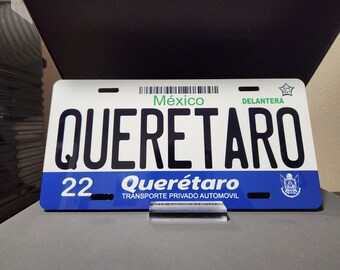 México
DELANTERA
QUERETARO
22 Querétaro
TRANSPORTE PRIVADO AUTOMOVIL